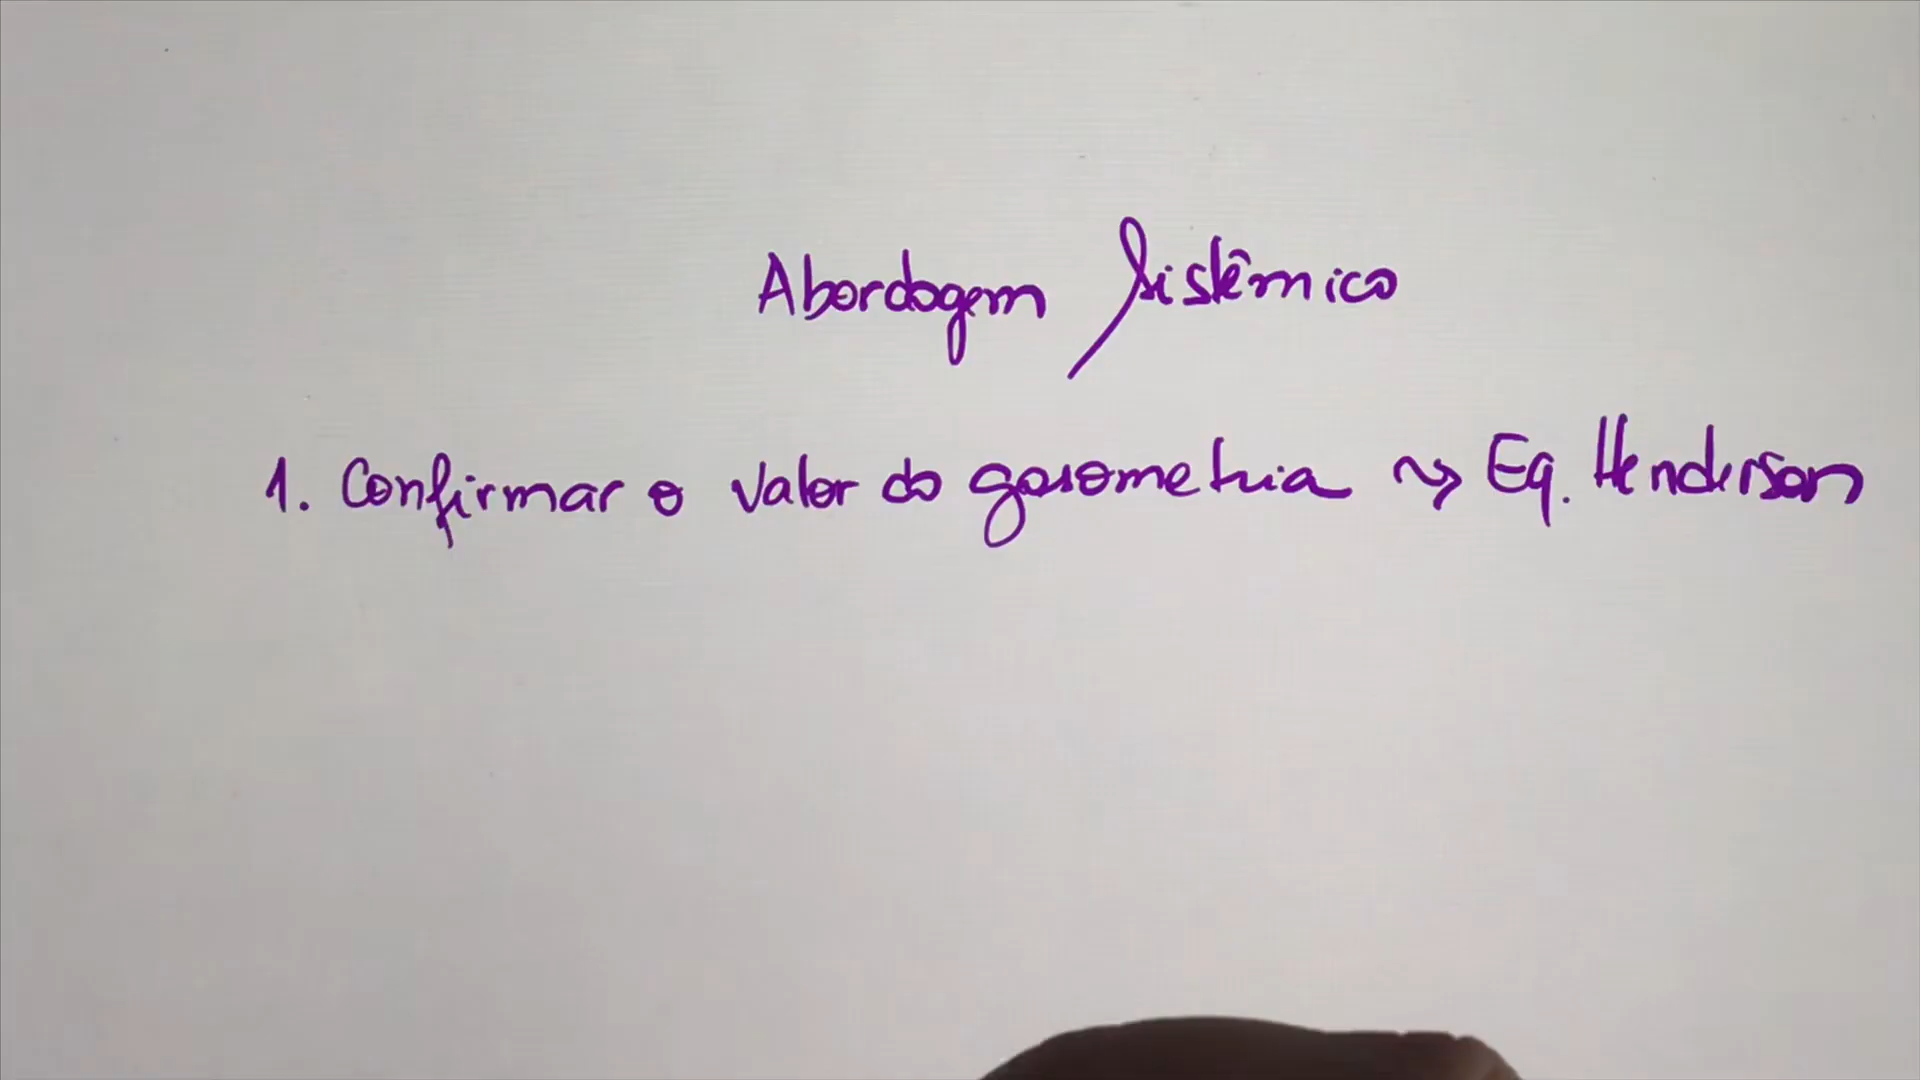 Abordagem Sistêmica
1. Confirmar o valor da gasometria ⤳ Eq. Henderson